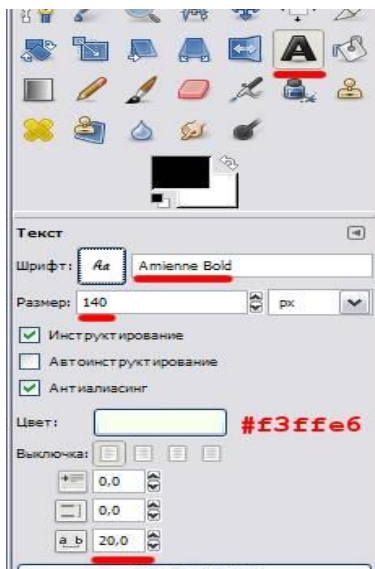 Текст
Шрифт: Aa Amienne Bold
Размер: 140 px
Инструктирование
Автоинструктирование
Антиалиасинг
Цвет: #f3ffe6
Выключка:
0,0
0,0
a b 20,0